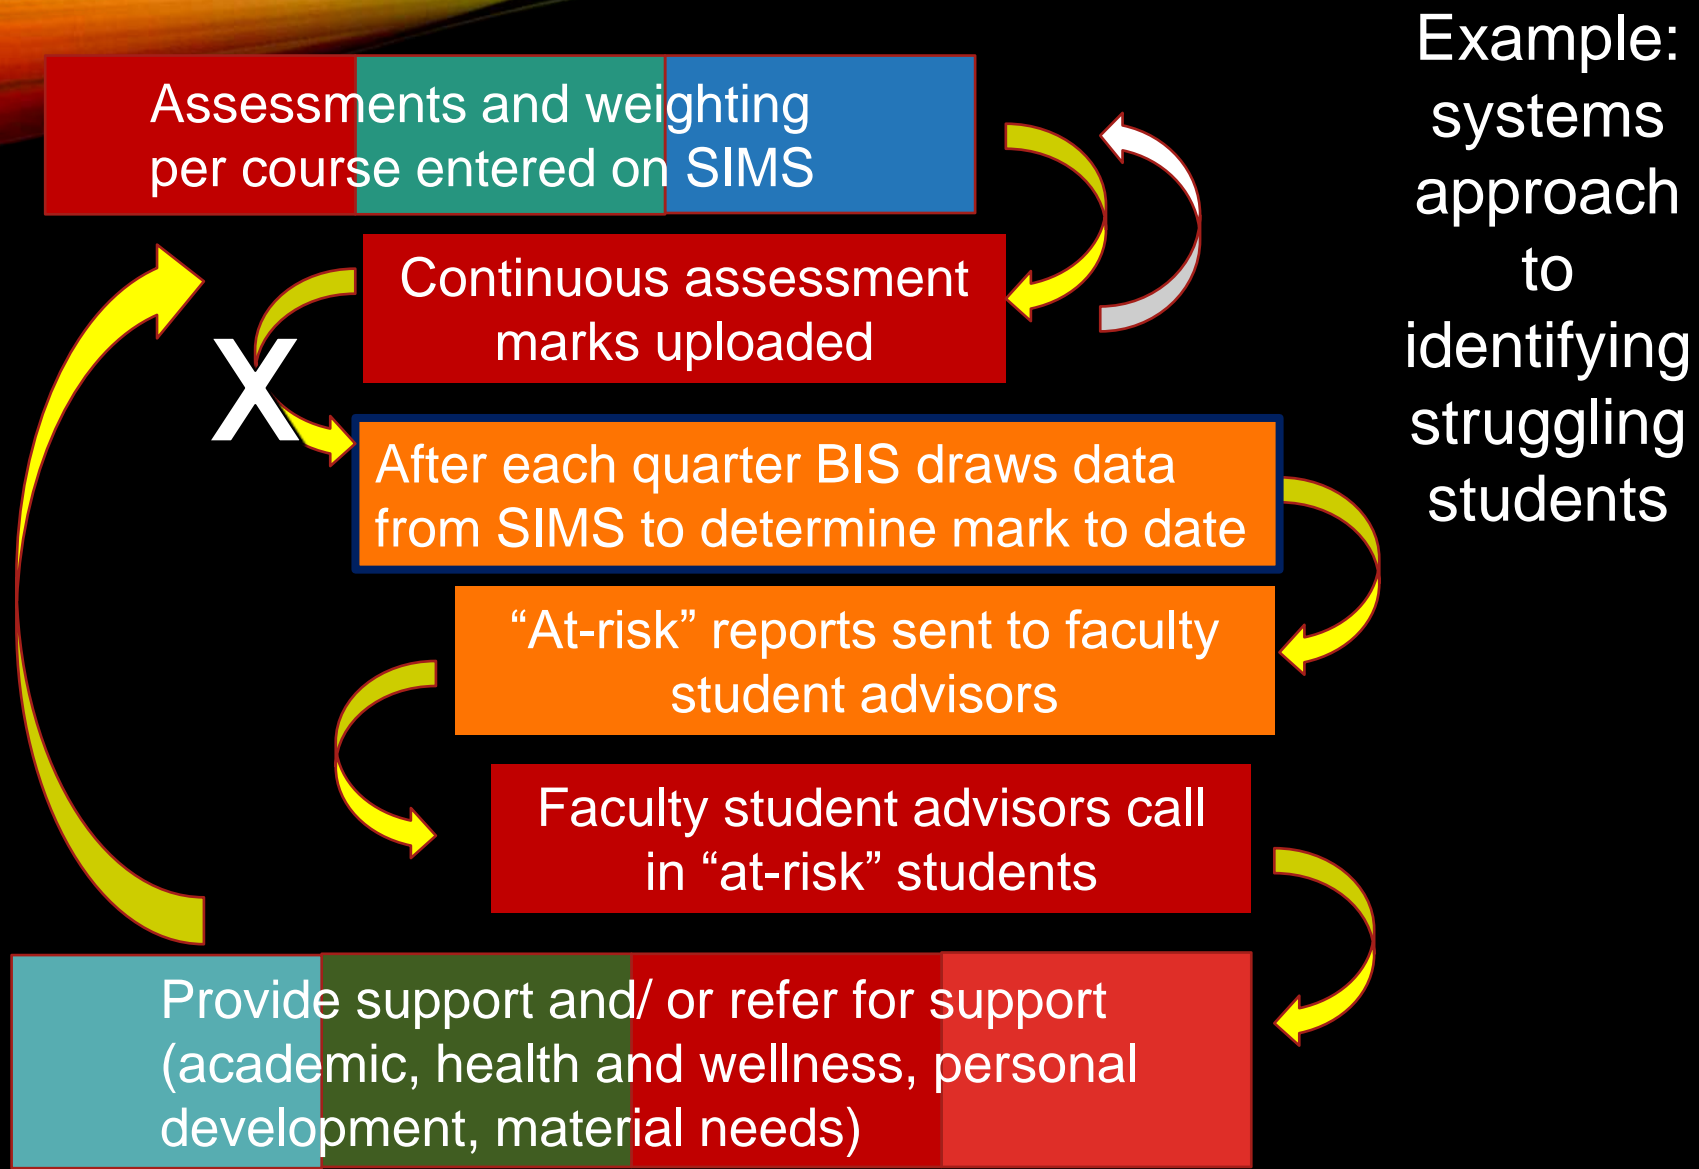 Example:
systems
approach
to
identifying
struggling
students
Assessments and weighting
per course entered on SIMS
Continuous assessment
marks uploaded
X
After each quarter BIS draws data
from SIMS to determine mark to date
“At-risk” reports sent to faculty
student advisors
Faculty student advisors call
in “at-risk” students
Provide support and/ or refer for support
(academic, health and wellness, personal
development, material needs)